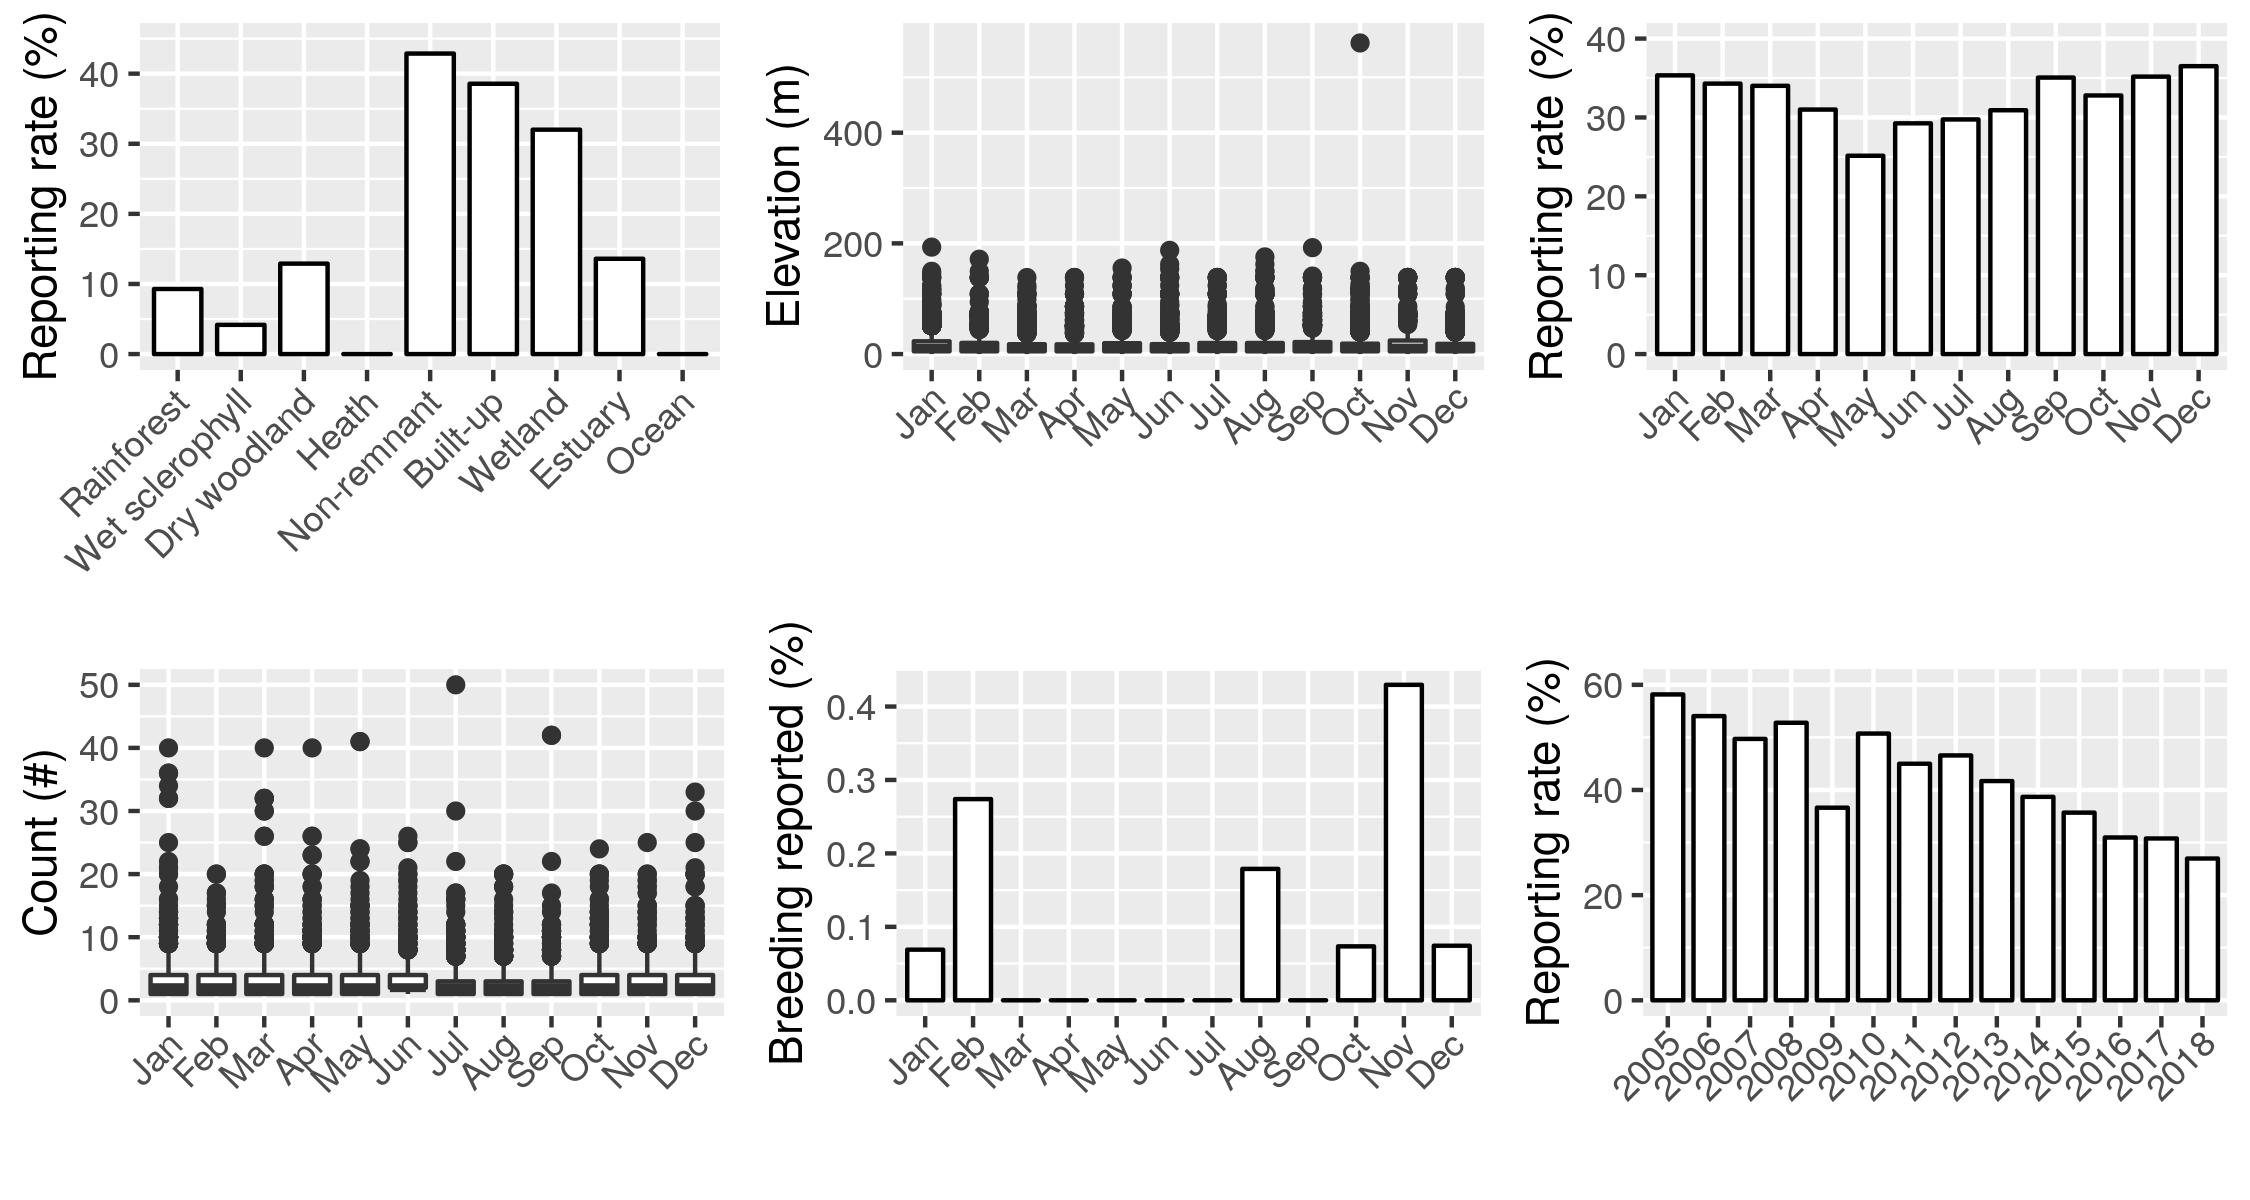 Reporting rate (%)
40
30
20
10
0
Rainforest
Wet sclerophyll
Dry woodland
Heath
Non-remnant
Built-up
Wetland
Estuary
Ocean
Elevation (m)
400
200
0
Jan
Feb
Mar
Apr
May
Jun
Jul
Aug
Sep
Oct
Nov
Dec
Reporting rate (%)
40
30
20
10
0
Jan
Feb
Mar
Apr
May
Jun
Jul
Aug
Sep
Oct
Nov
Dec
Count (#)
50
40
30
20
10
0
Jan
Feb
Mar
Apr
May
Jun
Jul
Aug
Sep
Oct
Nov
Dec
Breeding reported (%)
0.4
0.3
0.2
0.1
0.0
Jan
Feb
Mar
Apr
May
Jun
Jul
Aug
Sep
Oct
Nov
Dec
Reporting rate (%)
60
40
20
0
2005
2006
2007
2008
2009
2010
2011
2012
2013
2014
2015
2016
2017
2018